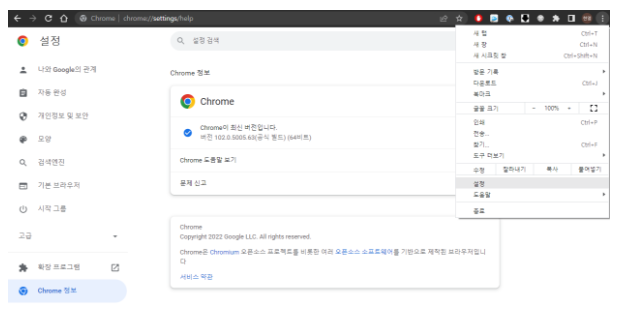 Chrome | chrome://settings/help
설정
설정 검색
나와 Google의 관계
자동 완성
개인정보 및 보안
모양
검색엔진
기본 브라우저
시작 그룹
고급
확장 프로그램
Chrome 정보
Chrome 정보
Chrome
Chrome이 최신 버전입니다.
버전 102.0.5005.63(공식 빌드) (64비트)
Chrome 도움말 보기
문제 신고
Chrome
Copyright 2022 Google LLC. All rights reserved.
Chrome은 Chromium 오픈소스 프로젝트를 비롯한 여러 오픈소스 소프트웨어를 기반으로 제작된 브라우저입니
다
서비스 약관
새 탭 Ctrl+T
새 창 Ctrl+N
새 시크릿 창 Ctrl+Shift+N
방문 기록
다운로드 Ctrl+J
북마크
글꼴 크기 - 100% +
인쇄 Ctrl+P
전송...
찾기... Ctrl+F
도구 더보기
수정 잘라내기 복사 붙여넣기
설정
도움말
종료